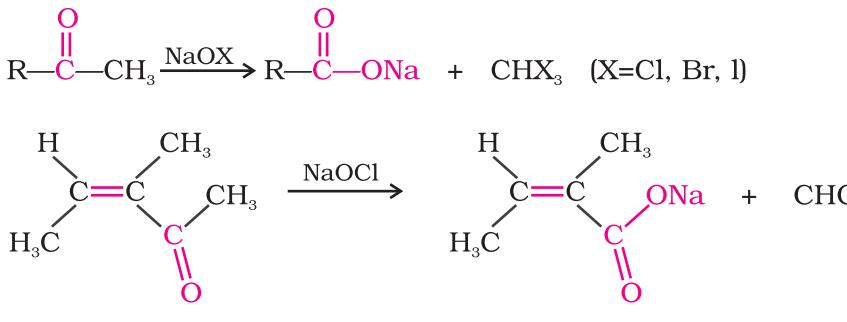 O O
R—C—CH₃ NaOX R—C—ONa + CHX₃ (X=Cl, Br, I)
H CH₃ H CH₃
C=C CH₃ NaOCl C=C ONa + CHC
H₃C C H₃C C
O O